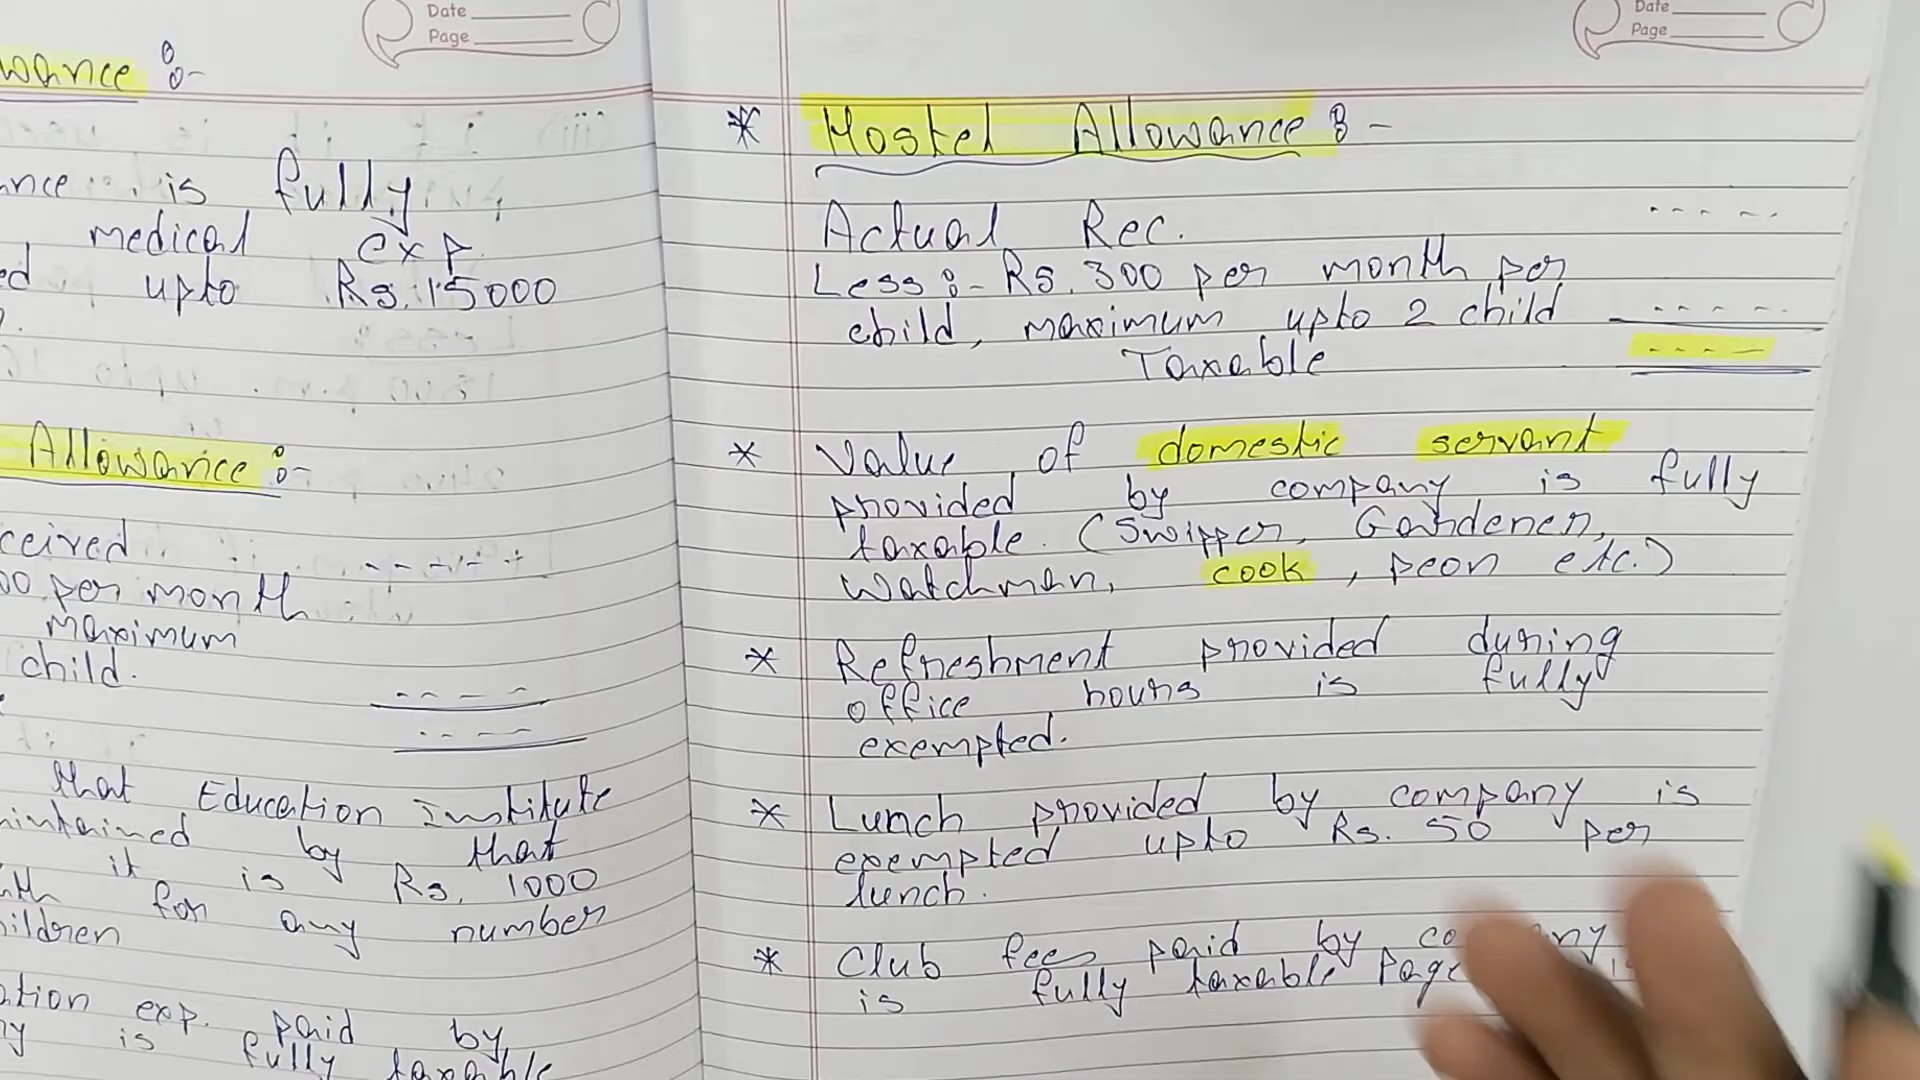 Date
Page
wance :-
nce is fully
medical exp.
ed upto Rs. 15000
Allowance :-
ceived
00 per month
maximum
child.
that Education Institute
maintained by that
it is Rs. 1000
for any number
children
ation exp. paid by
is fully taxable
Date
Page
* Hostel Allowance :-
Actual Rec. - - - - -
Less :- Rs. 300 per month per
child, maximum upto 2 child - - - - -
Taxable - - - -
* Value of domestic servant
provided by company is fully
taxable. (Swipper, Gardener,
Watchman, cook, peon etc.)
* Refreshment provided during
office hours is fully
exempted.
* Lunch provided by company is
exempted upto Rs. 50 per
lunch.
* Club fees paid by
is fully taxable Page